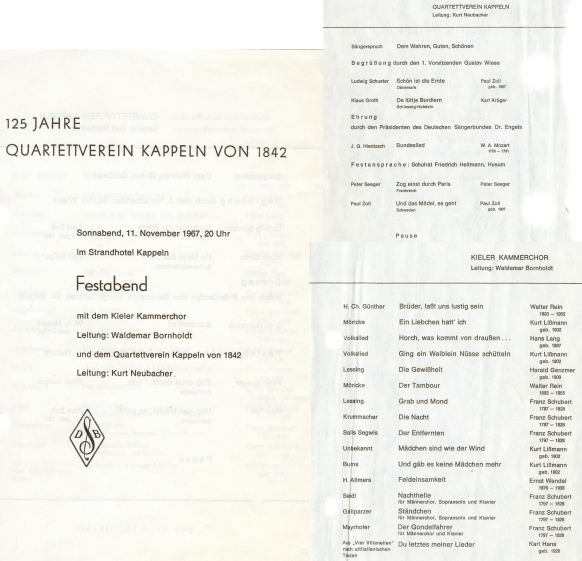 125 JAHRE
QUARTETTVEREIN KAPPELN VON 1842
Sonnabend, 11. November 1967, 20 Uhr
im Strandhotel Kappeln
Festabend
mit dem Kieler Kammerchor
Leitung: Waldemar Bornholdt
und dem Quartettverein Kappeln von 1842
Leitung: Kurt Neubacher.
D S B
QUARTETTVEREIN KAPPELN
Leitung: Kurt Neubacher
Sängerspruch Dem Wahren, Guten, Schönen
Begrüßung durch den 1. Vorsitzenden Gustav Wiese
Ludwig Schuster Schön ist die Ernte Paul Zoll
Dänemark geb. 1907
Klaus Groth De lüttje Burdiern Karl Krüger
Schleswig-Holstein
Ehrung
durch den Präsidenten des Deutschen Sängerbundes Dr. Engels
J. G. Hientzsch Bundeslied W. A. Mozart
1756 – 1791
Festansprache: Schulrat Friedrich Heitmann, Husum
Peter Seeger Zog einst durch Paris Peter Seeger
Frankreich
Paul Zoll Und das Mädel, es geht Paul Zoll
Schweden geb. 1907
Pause
KIELER KAMMERCHOR
Leitung: Waldemar Bornholdt
H. Ch. Günther Brüder, laßt uns lustig sein Walter Rein
1893 – 1955
Möricke Ein Liebchen hatt' ich Kurt Lißmann
geb. 1902
Volkslied Horch, was kommt von draußen... Hans Lang
geb. 1897
Volkslied Ging ein Weiblein Nüsse schütteln Kurt Lißmann
geb. 1902
Lessing Die Gewißheit Harald Genzmer
geb. 1909
Möricke Der Tambour Walter Rein
1893 – 1955
Lessing Grab und Mond Franz Schubert
1797 – 1828
Krummacher Die Nacht Franz Schubert
1797 – 1828
Salis Segwis Der Entfernten Franz Schubert
1797 – 1828
Unbekannt Mädchen sind wie der Wind Kurt Lißmann
geb. 1902
Burns Und gäb es keine Mädchen mehr Kurt Lißmann
geb. 1902
H. Allmers Feldeinsamkeit Ernst Wendel
1876 – 1938
Seidl Nachthelle Franz Schubert
für Männerchor, Sopransolo und Klavier 1797 – 1828
Grillparzer Ständchen Franz Schubert
für Männerchor, Sopransolo und Klavier 1797 – 1828
Mayrhofer Der Gondelfahrer Franz Schubert
für Männerchor und Klavier 1797 – 1828
Aus „Vier Villanellen" Du letztes meiner Lieder Karl Hans
nach altitalienischen geb. 1920
Texten